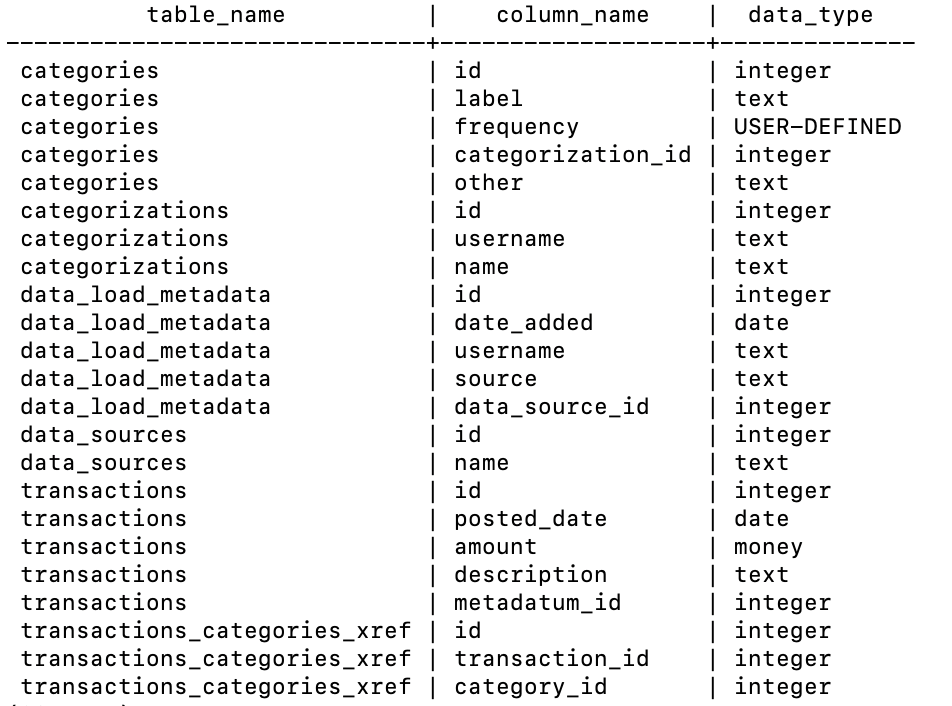 table_name | column_name | data_type
-----------------------------+-------------------+--------------
categories | id | integer
categories | label | text
categories | frequency | USER-DEFINED
categories | categorization_id | integer
categories | other | text
categorizations | id | integer
categorizations | username | text
categorizations | name | text
data_load_metadata | id | integer
data_load_metadata | date_added | date
data_load_metadata | username | text
data_load_metadata | source | text
data_load_metadata | data_source_id | integer
data_sources | id | integer
data_sources | name | text
transactions | id | integer
transactions | posted_date | date
transactions | amount | money
transactions | description | text
transactions | metadatum_id | integer
transactions_categories_xref | id | integer
transactions_categories_xref | transaction_id | integer
transactions_categories_xref | category_id | integer